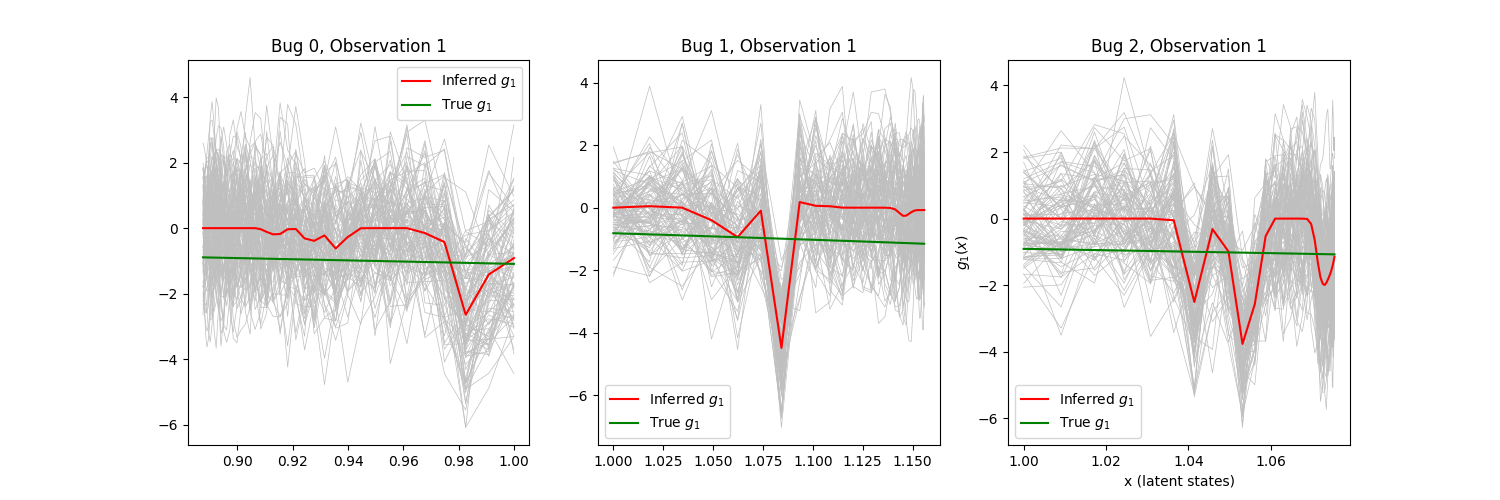 Bug 0, Observation 1
4
2
0
−2
−4
−6
0.90 0.92 0.94 0.96 0.98 1.00
Inferred g₁
True g₁
Bug 1, Observation 1
4
2
0
−2
−4
−6
1.000 1.025 1.050 1.075 1.100 1.125 1.150
Inferred g₁
True g₁
Bug 2, Observation 1
g₁(x)
4
2
0
−2
−4
−6
1.00 1.02 1.04 1.06
x (latent states)
Inferred g₁
True g₁